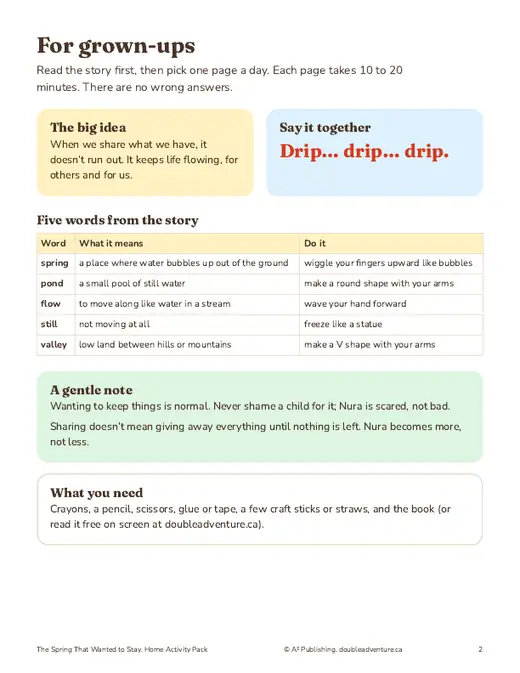 For grown-ups
Read the story first, then pick one page a day. Each page takes 10 to 20
minutes. There are no wrong answers.
The big idea
When we share what we have, it
doesn't run out. It keeps life flowing, for
others and for us.
Say it together
Drip... drip... drip.
Five words from the story
Word What it means Do it
spring a place where water bubbles up out of the ground wiggle your fingers upward like bubbles
pond a small pool of still water make a round shape with your arms
flow to move along like water in a stream wave your hand forward
still not moving at all freeze like a statue
valley low land between hills or mountains make a V shape with your arms
A gentle note
Wanting to keep things is normal. Never shame a child for it; Nura is scared, not bad.
Sharing doesn't mean giving away everything until nothing is left. Nura becomes more,
not less.
What you need
Crayons, a pencil, scissors, glue or tape, a few craft sticks or straws, and the book (or
read it free on screen at doubleadventure.ca).
The Spring That Wanted to Stay, Home Activity Pack © A² Publishing, doubleadventure.ca 2